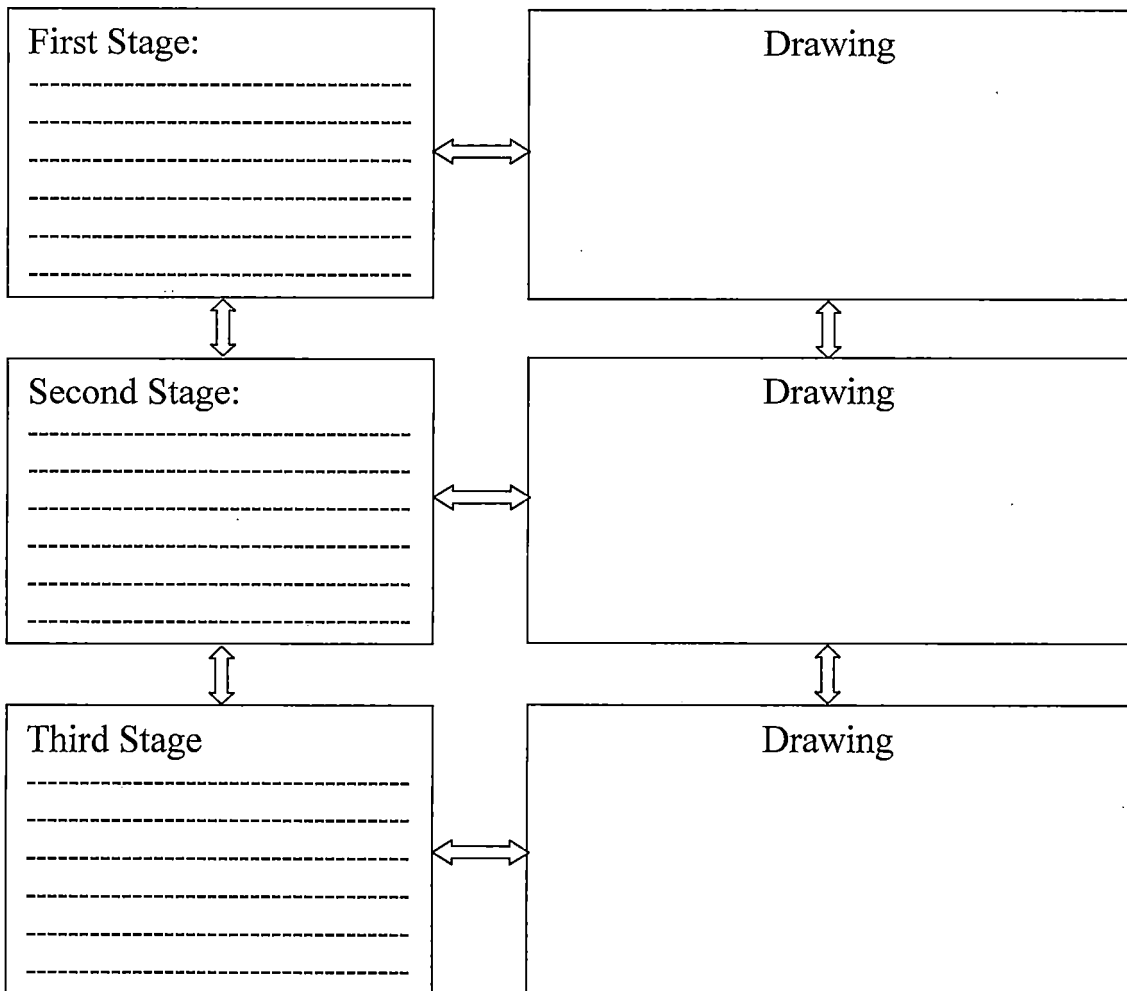 First Stage:
Drawing
Second Stage:
Drawing
Third Stage
Drawing